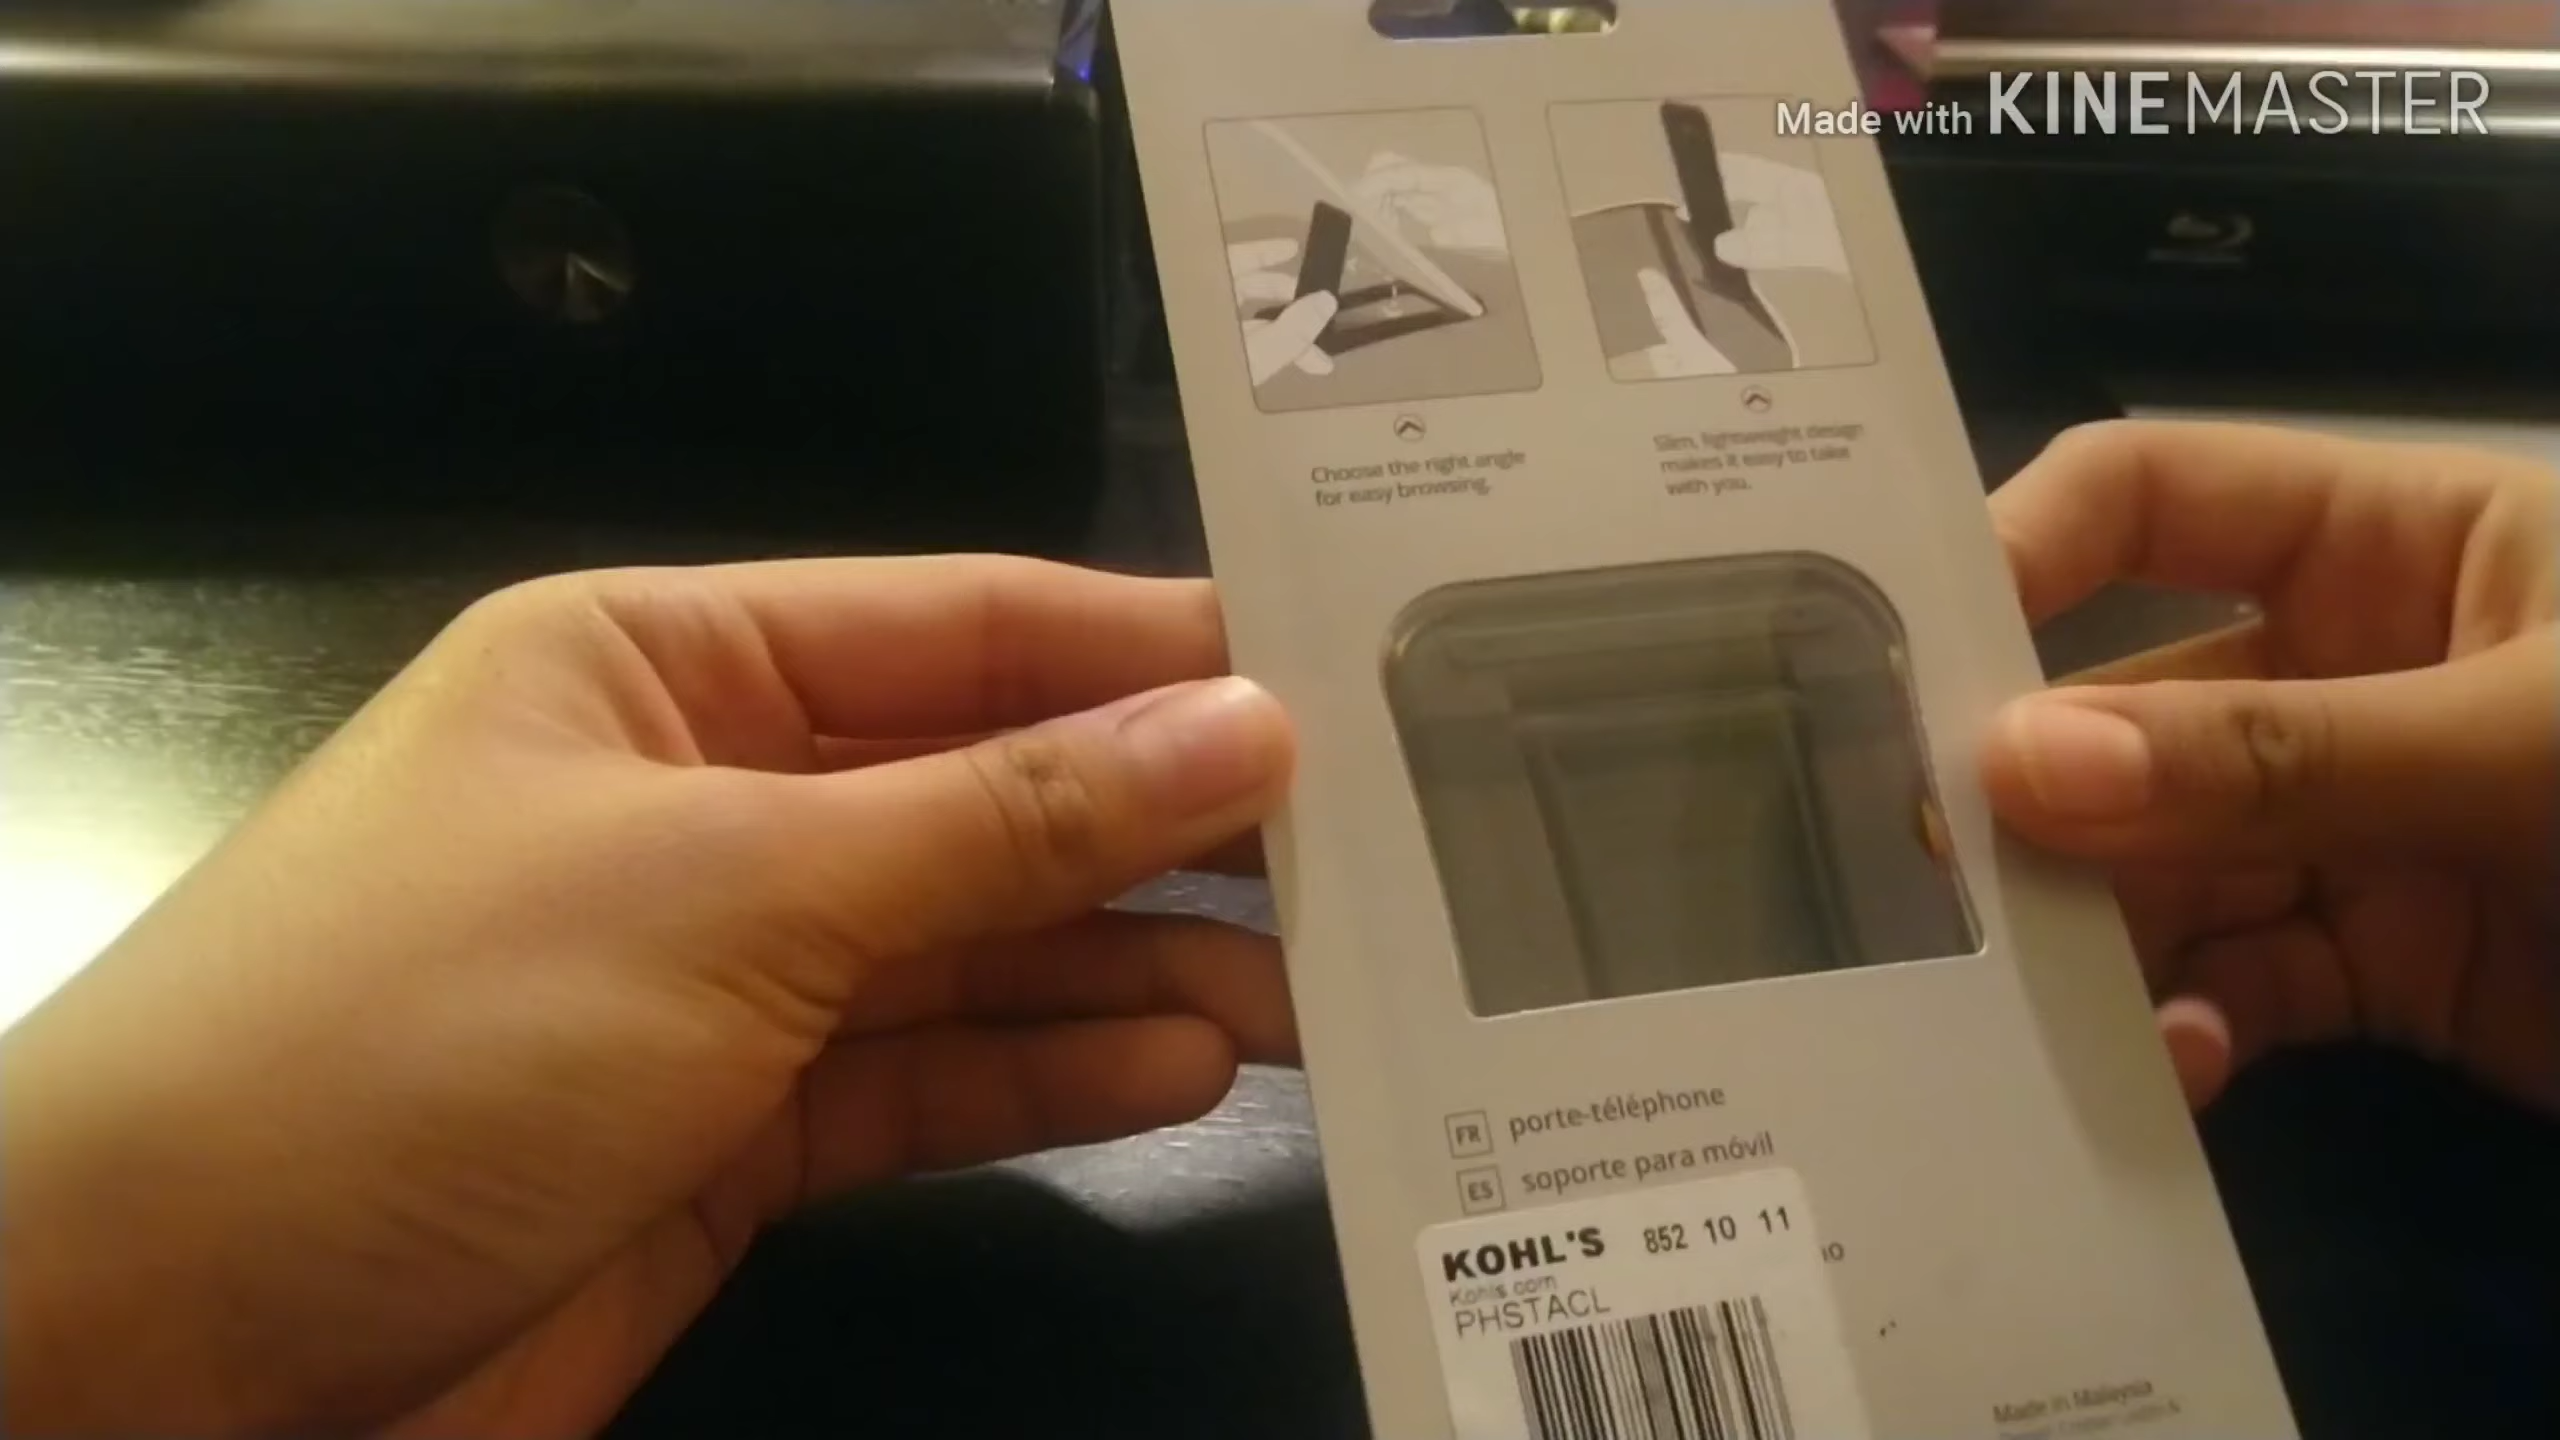 Made with KINEMASTER
Choose the right angle
for easy browsing.
Slim, lightweight design
makes it easy to take
with you.
FR porte-téléphone
ES soporte para móvil
KOHL'S 852 10 11
Kohls.com
PHSTACL
Made in Malaysia